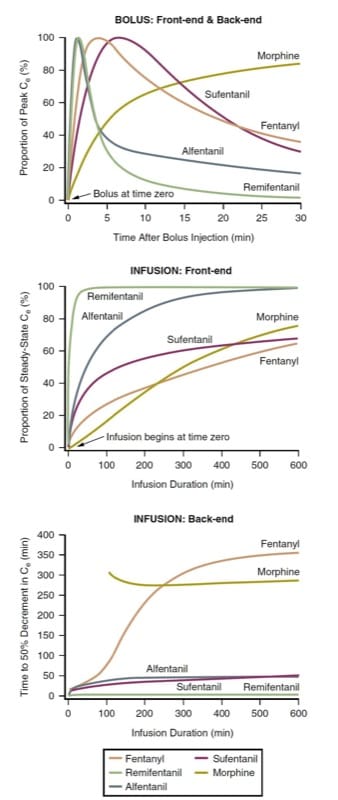 BOLUS: Front-end & Back-end
Proportion of Peak Ce (%)
100
80
60
40
20
0
Morphine
Sufentanil
Fentanyl
Alfentanil
Remifentanil
Bolus at time zero
0 5 10 15 20 25 30
Time After Bolus Injection (min)
INFUSION: Front-end
Proportion of Steady-State Ce (%)
100
80
60
40
20
0
Remifentanil
Alfentanil
Morphine
Sufentanil
Fentanyl
Infusion begins at time zero
0 100 200 300 400 500 600
Infusion Duration (min)
INFUSION: Back-end
Time to 50% Decrement in Ce (min)
400
350
300
250
200
150
100
50
0
Fentanyl
Morphine
Alfentanil
Sufentanil Remifentanil
0 100 200 300 400 500 600
Infusion Duration (min)
Fentanyl Sufentanil
Remifentanil Morphine
Alfentanil